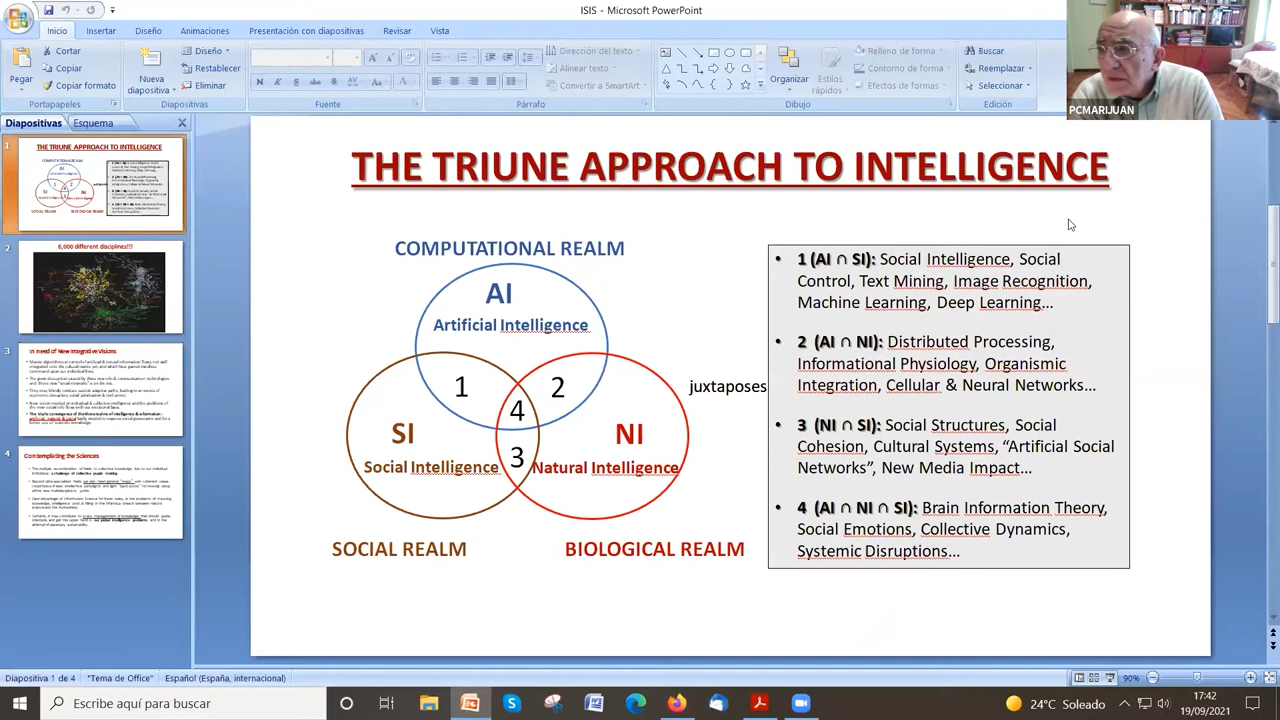 ISIS - Microsoft PowerPoint
Inicio
Insertar
Diseño
Animaciones
Presentación con diapositivas
Revisar
Vista
Pegar
Cortar
Copiar
Copiar formato
Portapapeles
Nueva
diapositiva
Diseño
Restablecer
Eliminar
Diapositivas
Fuente
Dirección del texto
Alinear texto
Convertir a SmartArt
Párrafo
Organizar
Estilos
rápidos
Relleno de forma
Contorno de forma
Efectos de formas
Dibujo
Buscar
Reemplazar
Seleccionar
Edición
PCMARIJUAN
Diapositivas
Esquema
1
THE TRIUNE APPROACH TO INTELLIGENCE
2
6,000 different disciplines!!!
3
In need of New Integrative Visions
4
Contemplating the Sciences
THE TRIUNE APPROACH TO INTELLIGENCE
COMPUTATIONAL REALM
AI
Artificial Intelligence
1
2
4
3
SI
Social Intelligence
NI
Natural Intelligence
SOCIAL REALM
BIOLOGICAL REALM
juxtaposes
• 1 (AI ∩ SI): Social Intelligence, Social
Control, Text Mining, Image Recognition,
Machine Learning, Deep Learning...
• 2 (AI ∩ NI): Distributed Processing,
Informational Physiology, Organismic
Integration, Cellular & Neural Networks...
• 3 (NI ∩ SI): Social Structures, Social
Cohesion, Cultural Systems, “Artificial Social
Networks”, New Media Impact...
• 4 (AI ∩ NI ∩ SI): Brain Information Theory,
Social Emotions, Collective Dynamics,
Systemic Disruptions...
Diapositiva 1 de 4
"Tema de Office"
Español (España, internacional)
90%
Escribe aquí para buscar
24°C Soleado
17:42
19/09/2021